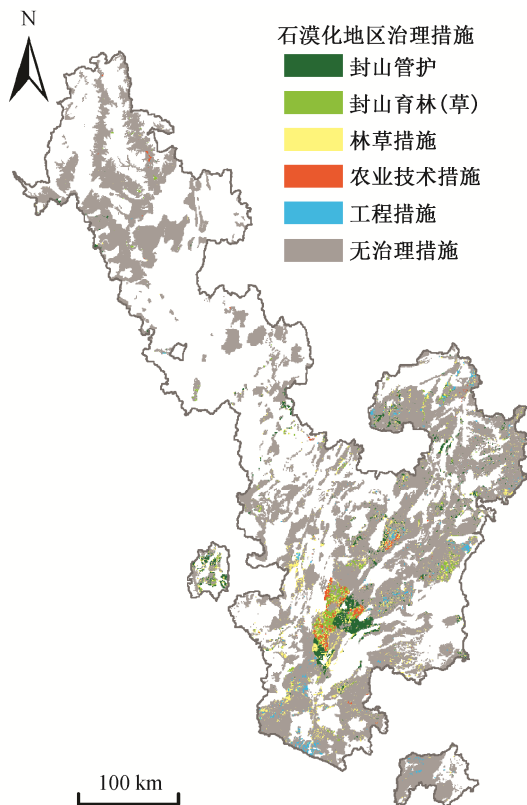 N
石漠化地区治理措施
封山管护
封山育林(草)
林草措施
农业技术措施
工程措施
无治理措施
100 km